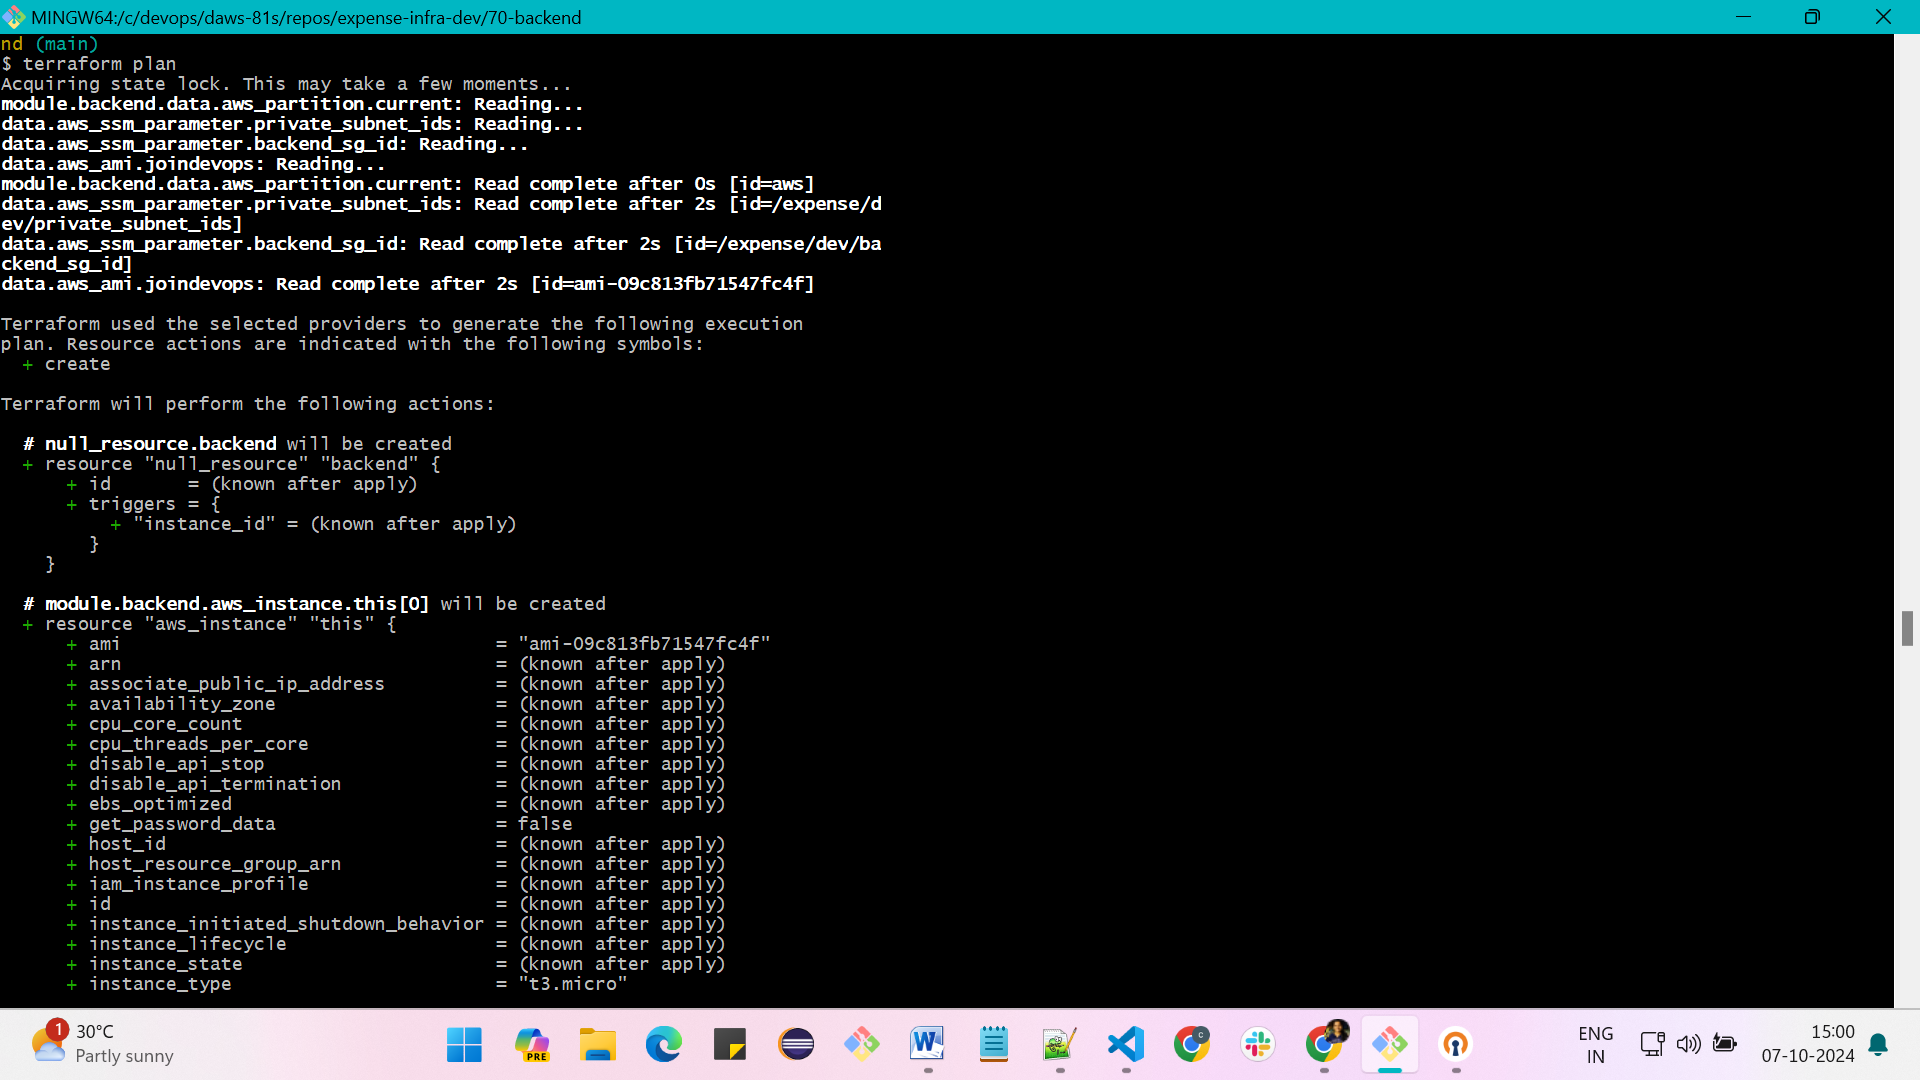 MINGW64:/c/devops/daws-81s/repos/expense-infra-dev/70-backend
nd (main)
$ terraform plan
Acquiring state lock. This may take a few moments...
module.backend.data.aws_partition.current: Reading...
data.aws_ssm_parameter.private_subnet_ids: Reading...
data.aws_ssm_parameter.backend_sg_id: Reading...
data.aws_ami.joindevops: Reading...
module.backend.data.aws_partition.current: Read complete after 0s [id=aws]
data.aws_ssm_parameter.private_subnet_ids: Read complete after 2s [id=/expense/d
ev/private_subnet_ids]
data.aws_ssm_parameter.backend_sg_id: Read complete after 2s [id=/expense/dev/ba
ckend_sg_id]
data.aws_ami.joindevops: Read complete after 2s [id=ami-09c813fb71547fc4f]
Terraform used the selected providers to generate the following execution
plan. Resource actions are indicated with the following symbols:
  + create
Terraform will perform the following actions:
  # null_resource.backend will be created
  + resource "null_resource" "backend" {
      + id       = (known after apply)
      + triggers = {
          + "instance_id" = (known after apply)
        }
    }
  # module.backend.aws_instance.this[0] will be created
  + resource "aws_instance" "this" {
      + ami                                  = "ami-09c813fb71547fc4f"
      + arn                                  = (known after apply)
      + associate_public_ip_address          = (known after apply)
      + availability_zone                    = (known after apply)
      + cpu_core_count                       = (known after apply)
      + cpu_threads_per_core                 = (known after apply)
      + disable_api_stop                     = (known after apply)
      + disable_api_termination              = (known after apply)
      + ebs_optimized                        = (known after apply)
      + get_password_data                    = false
      + host_id                              = (known after apply)
      + host_resource_group_arn              = (known after apply)
      + iam_instance_profile                 = (known after apply)
      + id                                   = (known after apply)
      + instance_initiated_shutdown_behavior = (known after apply)
      + instance_lifecycle                   = (known after apply)
      + instance_state                       = (known after apply)
      + instance_type                        = "t3.micro"
1
30°C
Partly sunny
PRE
W
C
ENG
IN
15:00
07-10-2024